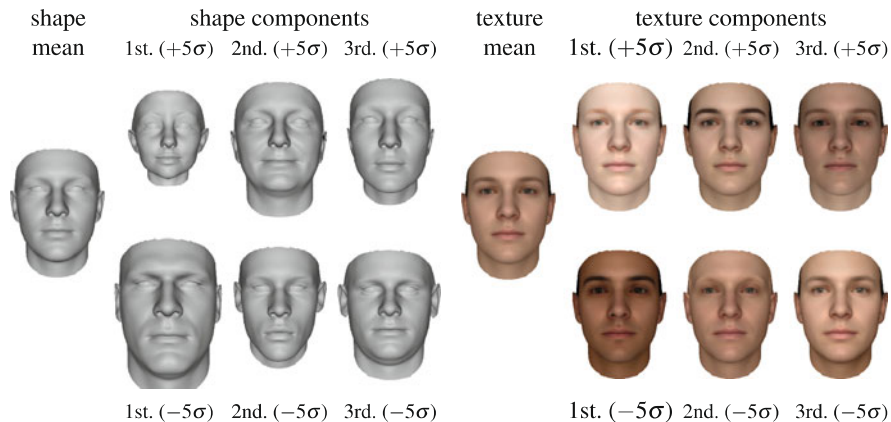 shape shape components texture texture components
mean 1st. (+5σ) 2nd. (+5σ) 3rd. (+5σ) mean 1st. (+5σ) 2nd. (+5σ) 3rd. (+5σ)
1st. (−5σ) 2nd. (−5σ) 3rd. (−5σ) 1st. (−5σ) 2nd. (−5σ) 3rd. (−5σ)